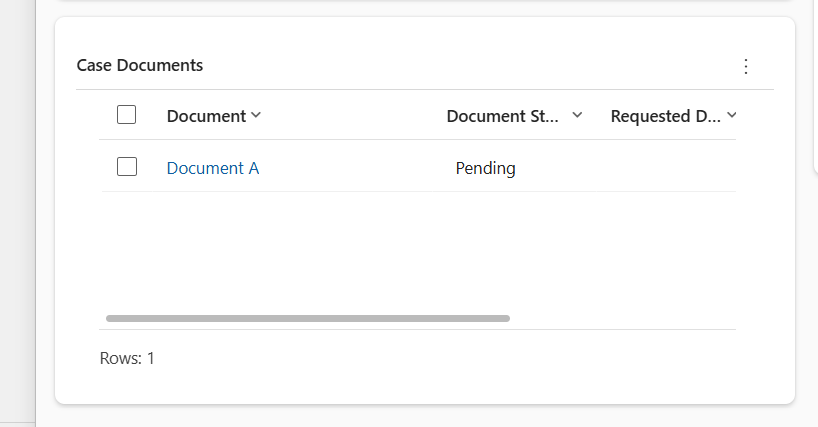 Case Documents
Document Document St... Requested D...
Document A Pending
Rows: 1